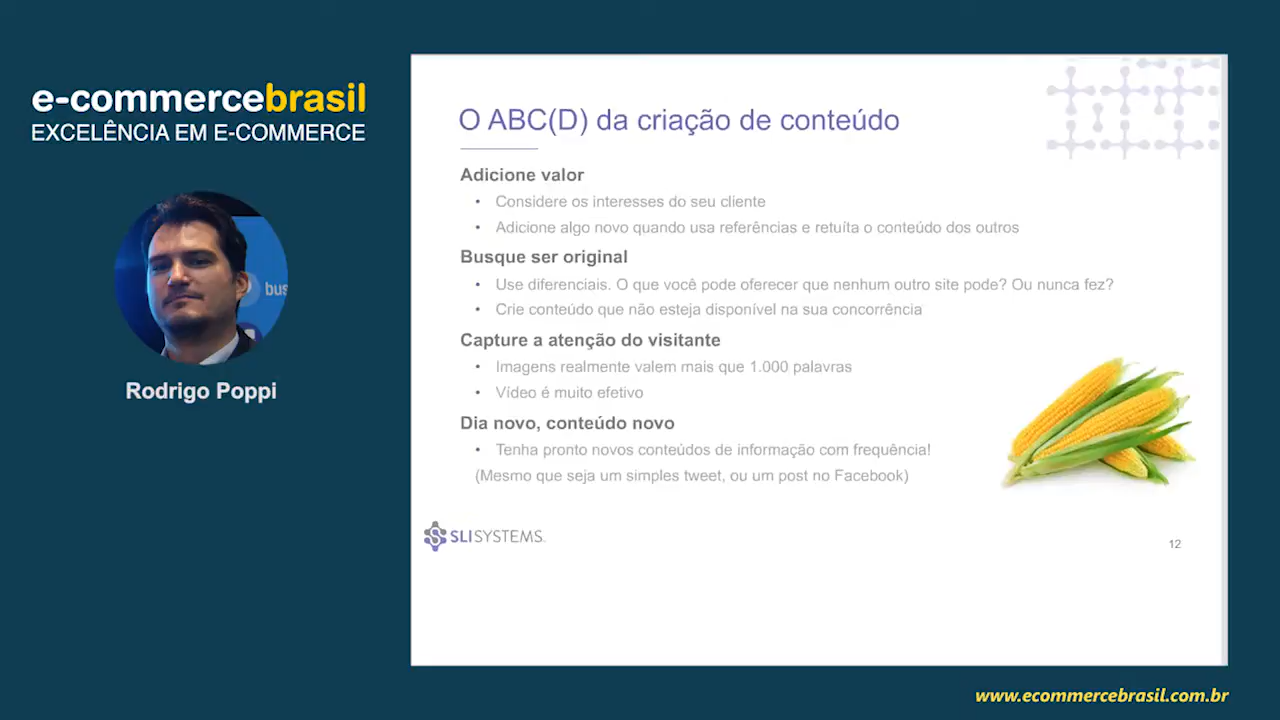 e-commercebrasil
EXCELÊNCIA EM E-COMMERCE
bus
Rodrigo Poppi
O ABC(D) da criação de conteúdo
Adicione valor
• Considere os interesses do seu cliente
• Adicione algo novo quando usa referências e retuíta o conteúdo dos outros
Busque ser original
• Use diferenciais. O que você pode oferecer que nenhum outro site pode? Ou nunca fez?
• Crie conteúdo que não esteja disponível na sua concorrência
Capture a atenção do visitante
• Imagens realmente valem mais que 1.000 palavras
• Vídeo é muito efetivo
Dia novo, conteúdo novo
• Tenha pronto novos conteúdos de informação com frequência!
(Mesmo que seja um simples tweet, ou um post no Facebook)
SLISYSTEMS
12
www.ecommercebrasil.com.br